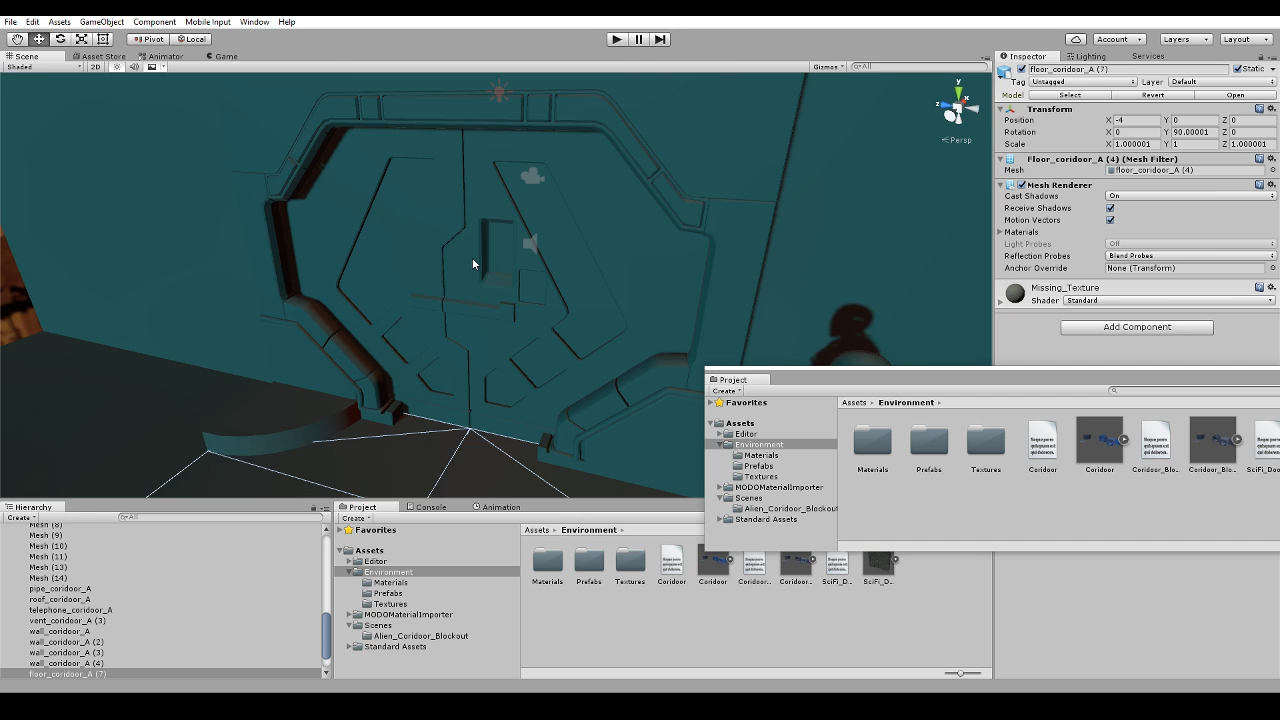 File Edit Assets GameObject Component Mobile Input Window Help
Pivot Local Account Layers Layout
Scene Asset Store Animator Game
Shaded 2D Gizmos All
y
x
z
Persp
Inspector Lighting Services
floor_coridoor_A (7) Static
Tag Untagged Layer Default
Model Select Revert Open
Transform
Position X -4 Y 0 Z 0
Rotation X 0 Y 90.00001 Z 0
Scale X 1.000001 Y 1 Z 1.000001
Floor_coridoor_A (4) (Mesh Filter)
Mesh floor_coridoor_A (4)
Mesh Renderer
Cast Shadows On
Receive Shadows
Motion Vectors
Materials
Light Probes Off
Reflection Probes Blend Probes
Anchor Override None (Transform)
Missing_Texture
Shader Standard
Add Component
Project
Create
Favorites
Assets
Editor
Environment
Materials
Prefabs
Textures
MODOMaterialImporter
Scenes
Alien_Coridoor_Blockout
Standard Assets
Assets Environment
Materials Prefabs Textures Coridoor Coridoor Coridor_Blo... Coridor_Blo... SciFi_Doo
Hierarchy
Create All
Mesh (8)
Mesh (9)
Mesh (10)
Mesh (11)
Mesh (13)
Mesh (14)
pipe_coridoor_A
roof_coridoor_A
telephone_coridoor_A
vent_coridoor_A (3)
wall_coridoor_A
wall_coridoor_A (2)
wall_coridoor_A (3)
wall_coridoor_A (4)
floor_coridoor_A (7)
Project Console Animation
Create
Favorites
Assets
Editor
Environment
Materials
Prefabs
Textures
MODOMaterialImporter
Scenes
Alien_Coridoor_Blockout
Standard Assets
Assets Environment
Materials Prefabs Textures Coridoor Coridoor Coridoor... Coridor... SciFi_D... SciFi_D...